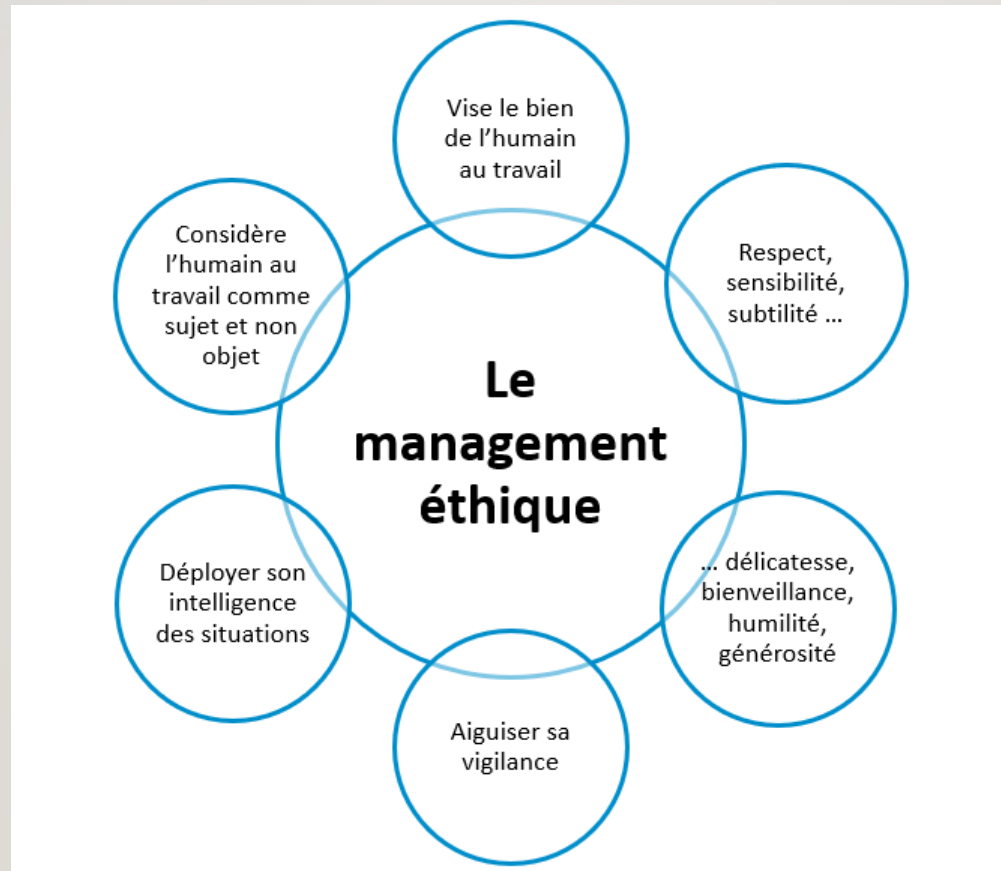 Vise le bien
de l'humain
au travail
Respect,
sensibilité,
subtilité ...
... délicatesse,
bienveillance,
humilité,
générosité
Aiguiser sa
vigilance
Déployer son
intelligence
des situations
Considère
l'humain au
travail comme
sujet et non
objet
Le
management
éthique